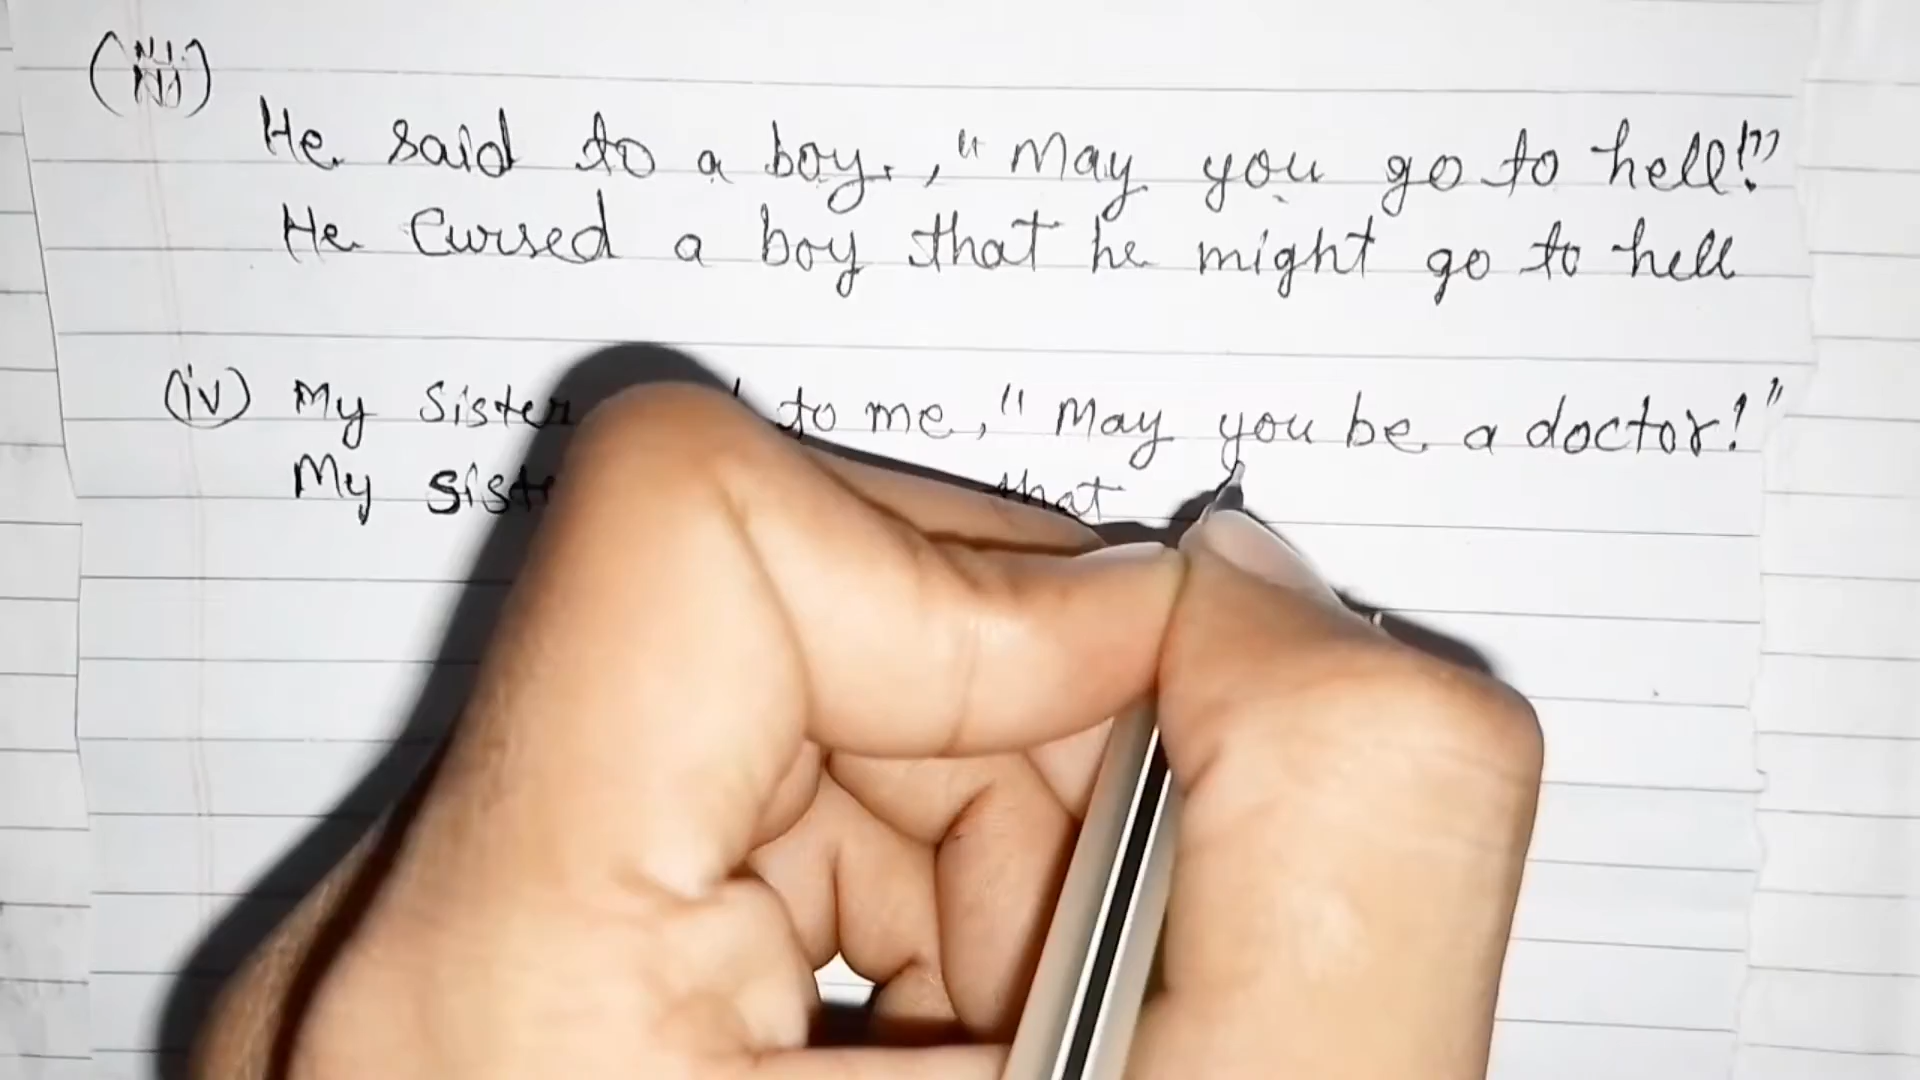 (iii)
He said to a boy., "May you go to hell!"
He Cursed a boy that he might go to hell
(iv) My Sister to me, "May you be a doctor!"
My that